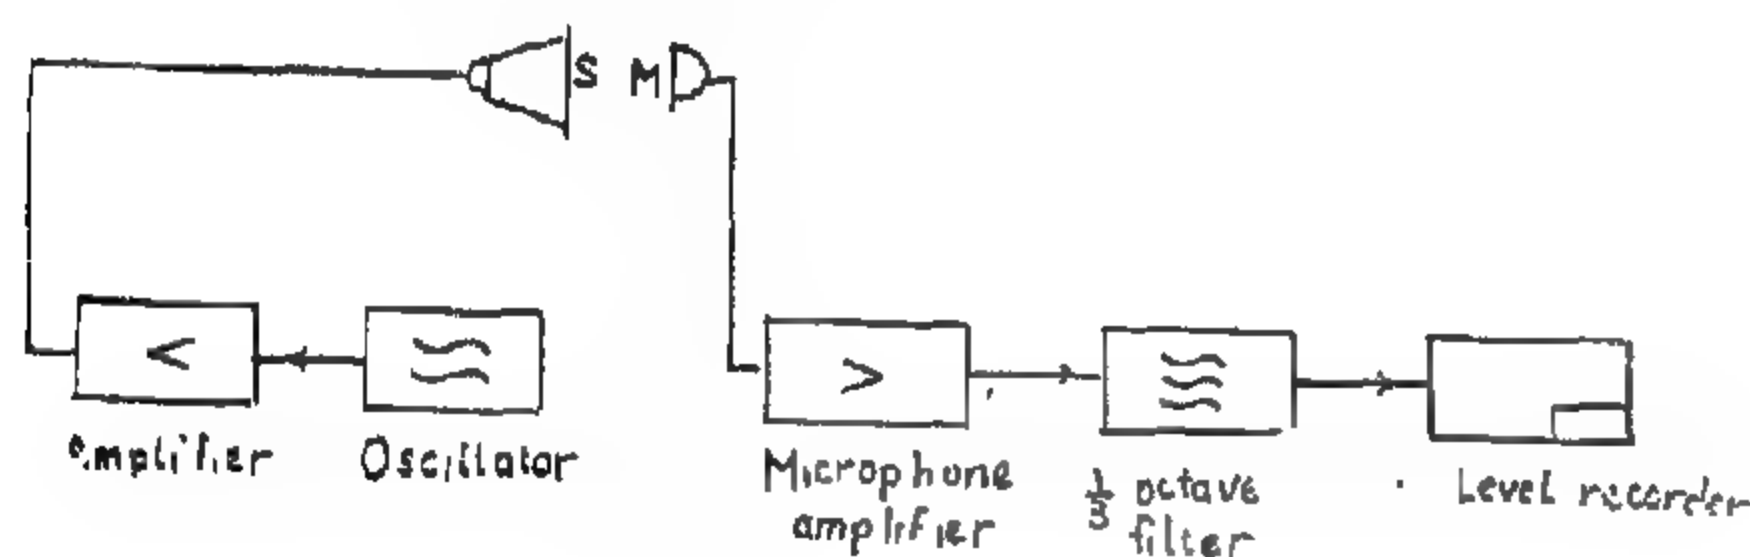 S M
amplifier
Oscillator
Microphone
amplifier
1/3 octave
filter
Level recorder